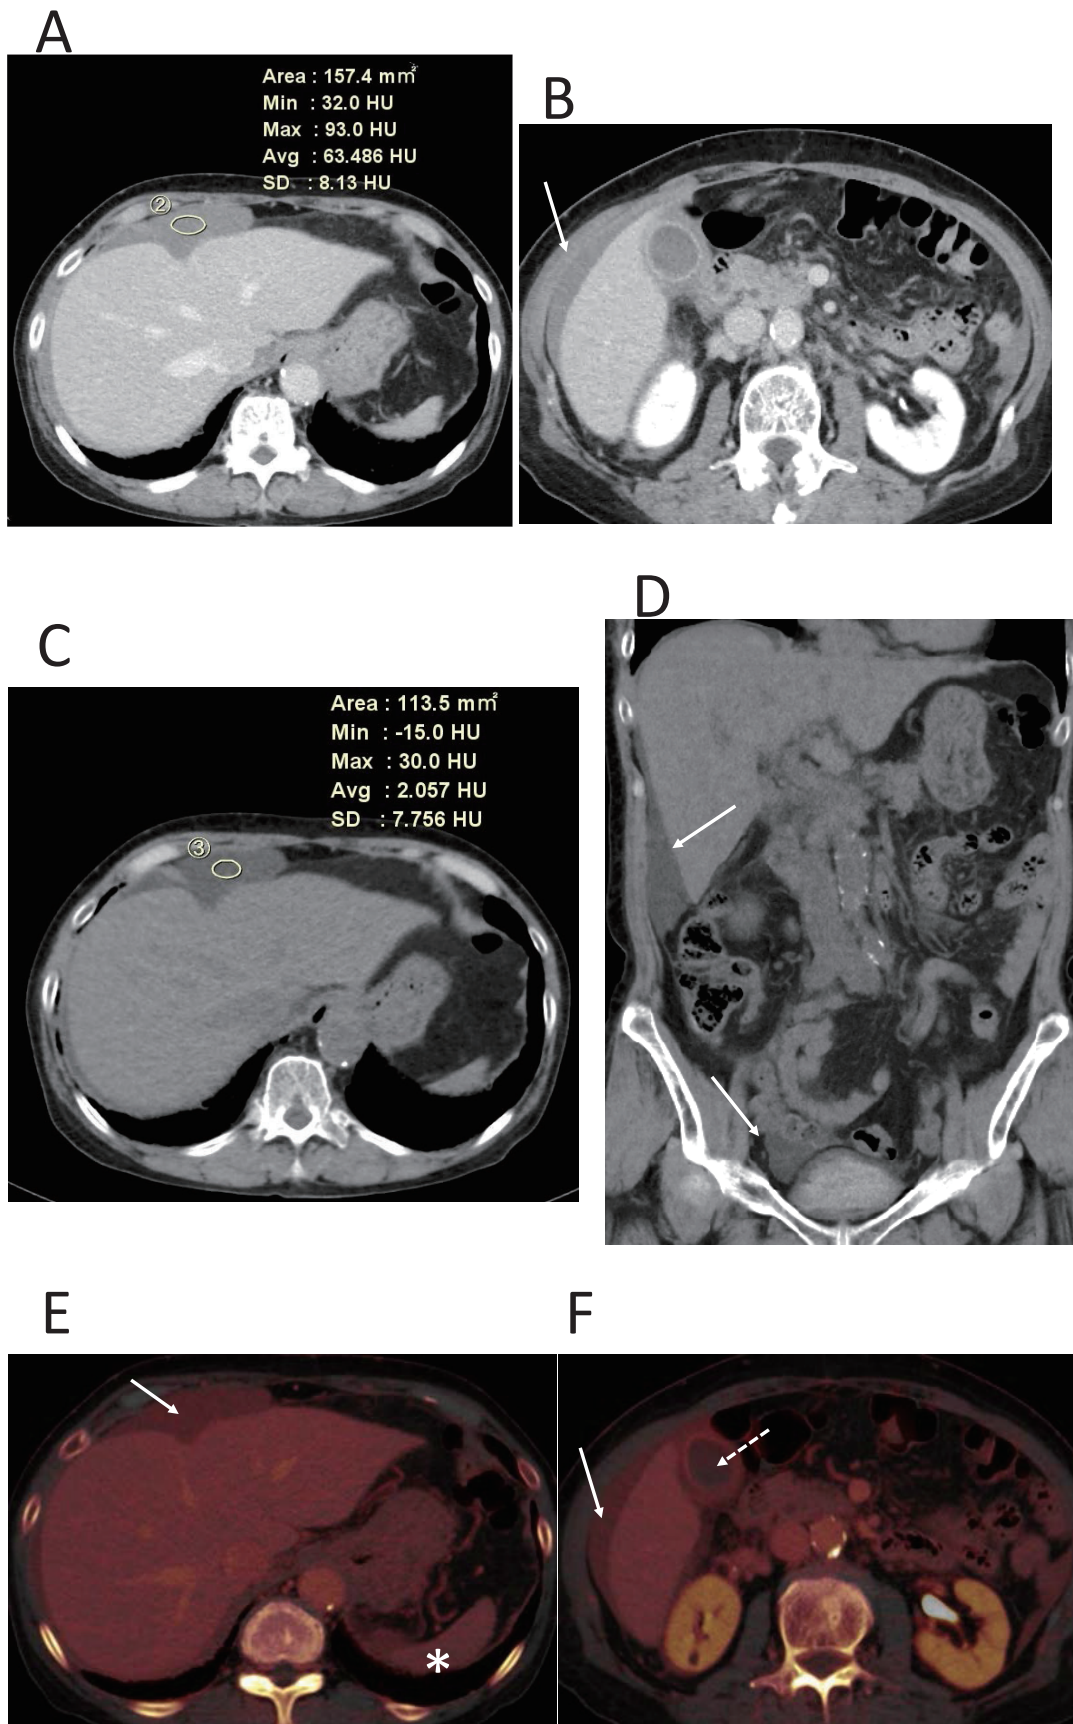 A
Area : 157.4 mm²
Min : 32.0 HU
Max : 93.0 HU
Avg : 63.486 HU
SD : 8.13 HU
②
B
C
Area : 113.5 mm²
Min : -15.0 HU
Max : 30.0 HU
Avg : 2.057 HU
SD : 7.756 HU
③
D
E
F
*